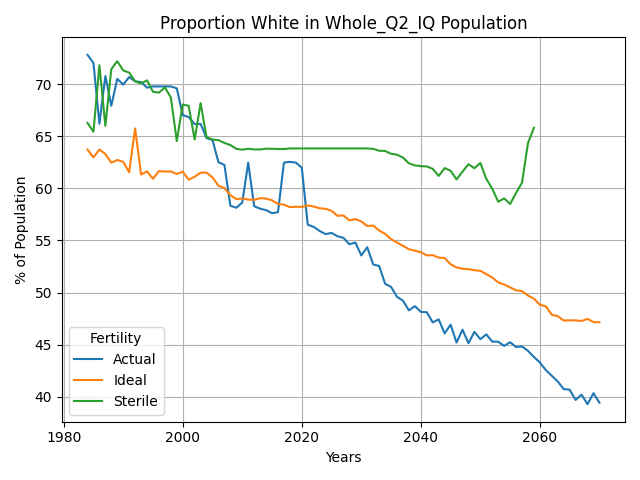 Proportion White in Whole_Q2_IQ Population
% of Population
70
65
60
55
50
45
40
Fertility
Actual
Ideal
Sterile
1980
2000
2020
2040
2060
Years